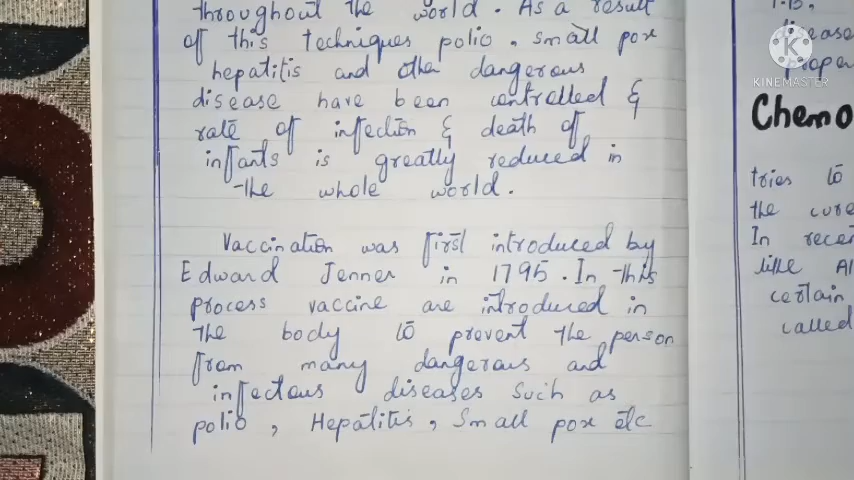 throughout the world. As a result
of this techniques polio, small pox
hepatitis and other dangerous
disease have been controlled &
rate of infection & death of
infants is greatly reduced in
the whole world.
Vaccination was first introduced by
Edward Jenner in 1795. In this
process vaccine are introduced in
the body to prevent the person
from many dangerous and
infectous diseases such as
polio, Hepatitis, Small pox etc
T.B,
disease
proper
KINEMASTER
Chemo
tries to
the cure
In recen
like AI
certain
called